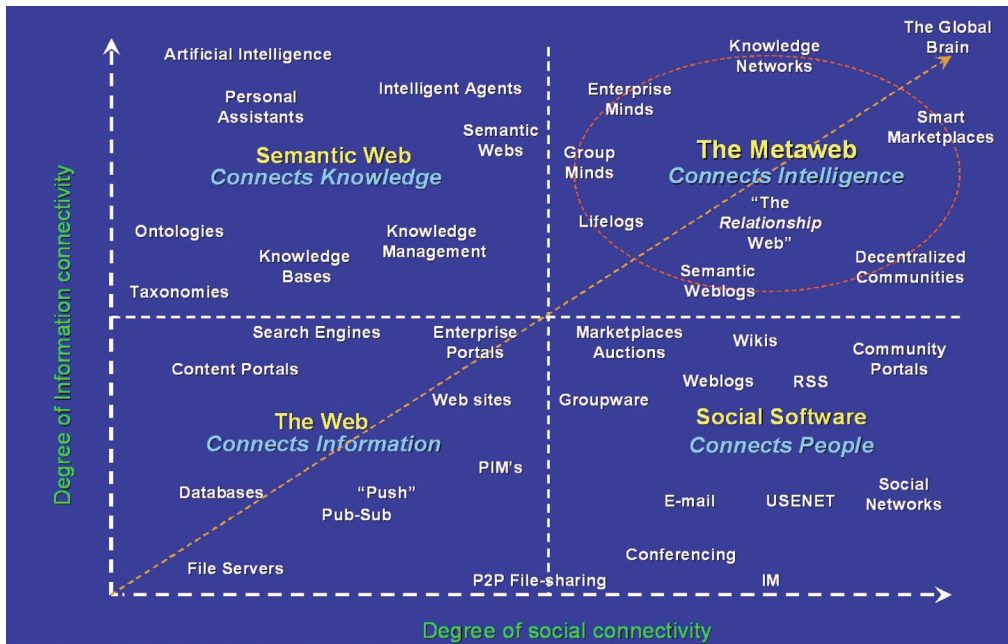 The Global
Brain
Artificial Intelligence
Knowledge
Networks
Intelligent Agents
Enterprise
Minds
Personal
Assistants
Smart
Marketplaces
Semantic
Webs
Semantic Web
Connects Knowledge
Group
Minds
The Metaweb
Connects Intelligence
“The
Relationship
Web”
Lifelogs
Ontologies
Knowledge
Management
Knowledge
Bases
Decentralized
Communities
Semantic
Weblogs
Taxonomies
Search Engines
Enterprise
Portals
Marketplaces
Auctions
Wikis
Community
Portals
Content Portals
Weblogs
RSS
Web sites
Groupware
The Web
Connects Information
Social Software
Connects People
PIM's
Databases
“Push”
Pub-Sub
E-mail
USENET
Social
Networks
File Servers
Conferencing
P2P File-sharing
IM
Degree of Information connectivity
Degree of social connectivity